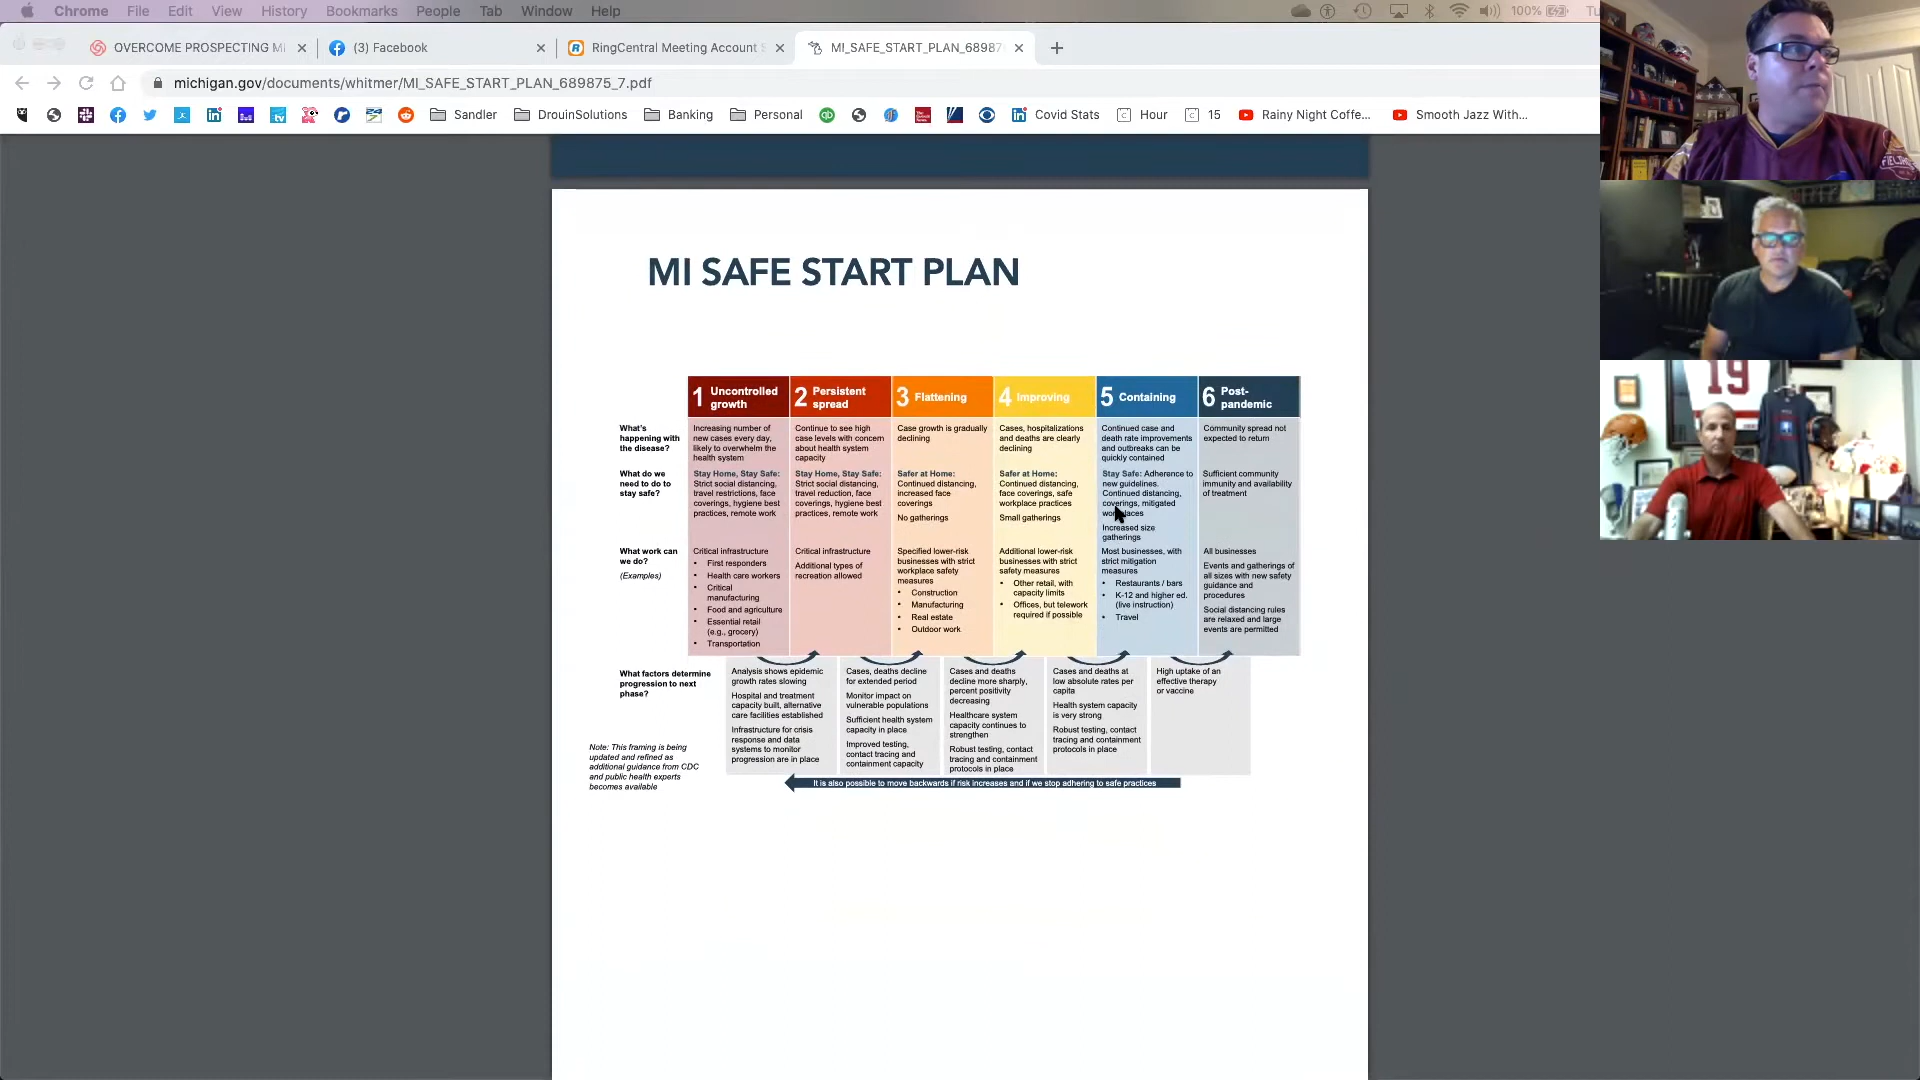 Chrome File Edit View History Bookmarks People Tab Window Help 100% Tu
OVERCOME PROSPECTING MI
(3) Facebook
RingCentral Meeting Account S
MI_SAFE_START_PLAN_68987
michigan.gov/documents/whitmer/MI_SAFE_START_PLAN_689875_7.pdf
Sandler DrouinSolutions Banking Personal Covid Stats Hour 15 Rainy Night Coffe... Smooth Jazz With...
MI SAFE START PLAN
1 Uncontrolled
growth
2 Persistent
spread
3 Flattening
4 Improving
5 Containing
6 Post-
pandemic
What's
happening with
the disease?
Increasing number of
new cases every day,
likely to overwhelm the
health system
Continue to see high
case levels with concern
about health system
capacity
Case growth is gradually
declining
Cases, hospitalizations
and deaths are clearly
declining
Continued case and
death rate improvements
and outbreaks can be
quickly contained
Community spread not
expected to return
What do we
need to do to
stay safe?
Stay Home, Stay Safe:
Strict social distancing,
travel restrictions, face
coverings, hygiene best
practices, remote work
Stay Home, Stay Safe:
Strict social distancing,
travel reduction, face
coverings, hygiene best
practices, remote work
Safer at Home:
Continued distancing,
increased face
coverings
No gatherings
Safer at Home:
Continued distancing,
face coverings, safe
workplace practices
Small gatherings
Stay Safe: Adherence to
new guidelines.
Continued distancing,
coverings, mitigated
workplaces
Increased size
gatherings
Sufficient community
immunity and availability
of treatment
What work can
we do?
(Examples)
Critical infrastructure
• First responders
• Health care workers
• Critical
manufacturing
• Food and agriculture
• Essential retail
(e.g., grocery)
• Transportation
Critical infrastructure
Additional types of
recreation allowed
Specified lower-risk
businesses with strict
workplace safety
measures
• Construction
• Manufacturing
• Real estate
• Outdoor work
Additional lower-risk
businesses with strict
safety measures
• Other retail, with
capacity limits
• Offices, but telework
required if possible
Most businesses, with
strict mitigation
measures
• Restaurants / bars
• K-12 and higher ed.
(live instruction)
• Travel
All businesses
Events and gatherings of
all sizes with new safety
guidance and
procedures
Social distancing rules
are relaxed and large
events are permitted
What factors determine
progression to next
phase?
Analysis shows epidemic
growth rates slowing
Hospital and treatment
capacity built, alternative
care facilities established
Infrastructure for crisis
response and data
systems to monitor
progression are in place
Cases, deaths decline
for extended period
Monitor impact on
vulnerable populations
Sufficient health system
capacity in place
Improved testing,
contact tracing and
containment capacity
Cases and deaths
decline more sharply,
percent positivity
decreasing
Healthcare system
capacity continues to
strengthen
Robust testing, contact
tracing and containment
protocols in place
Cases and deaths at
low absolute rates per
capita
Health system capacity
is very strong
Robust testing, contact
tracing and containment
protocols in place
High uptake of an
effective therapy
or vaccine
Note: This framing is being
updated and refined as
additional guidance from CDC
and public health experts
becomes available
It is also possible to move backwards if risk increases and if we stop adhering to safe practices
19